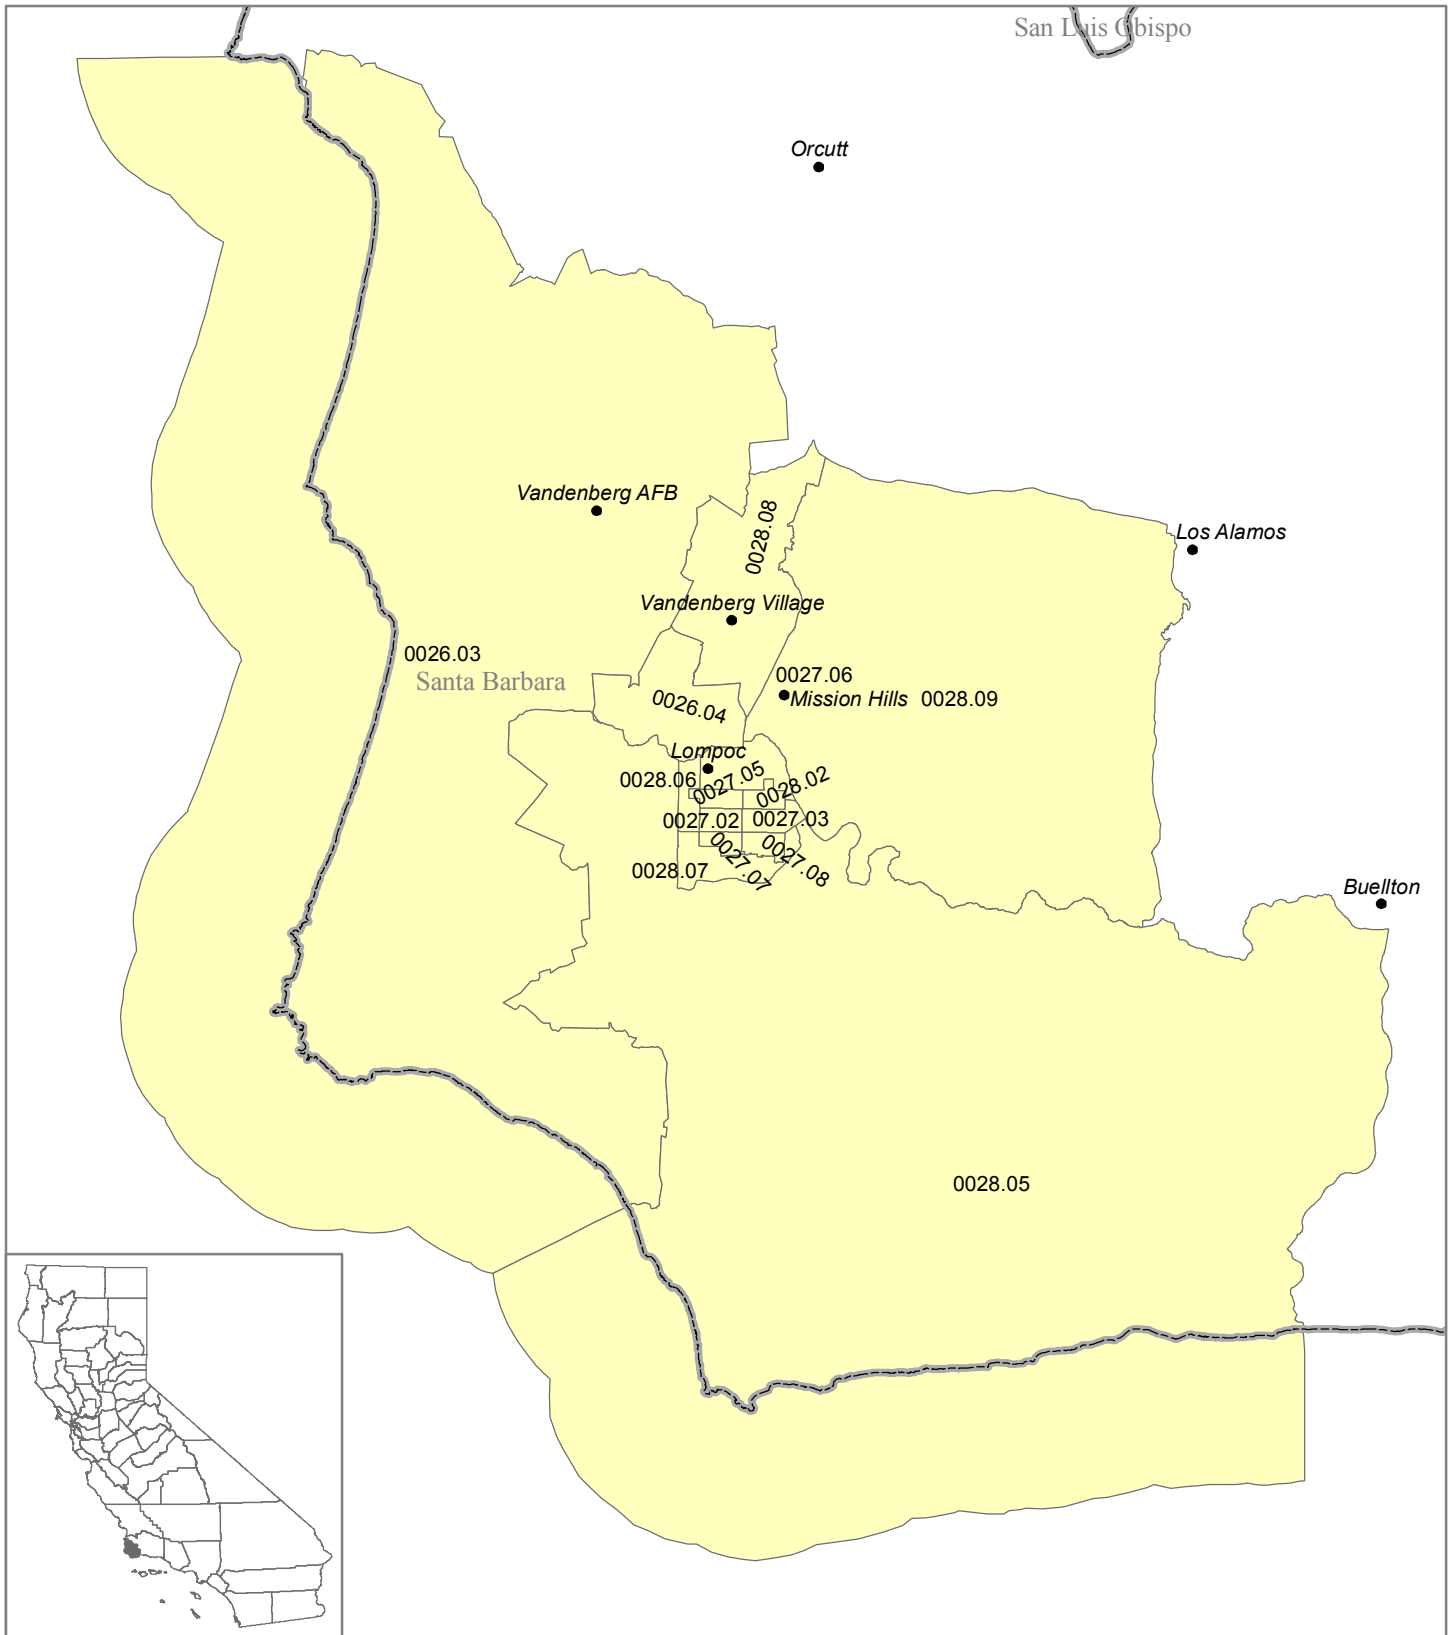 San Luis Obispo
Orcutt
Vandenberg AFB
0028.08
Los Alamos
Vandenberg Village
0026.03
Santa Barbara
0027.06
Mission Hills 0028.09
0026.04
Lompoc
0028.06
0027.05
0028.02
0027.02
0027.03
0028.07
0027.07
0027.08
Buellton
0028.05